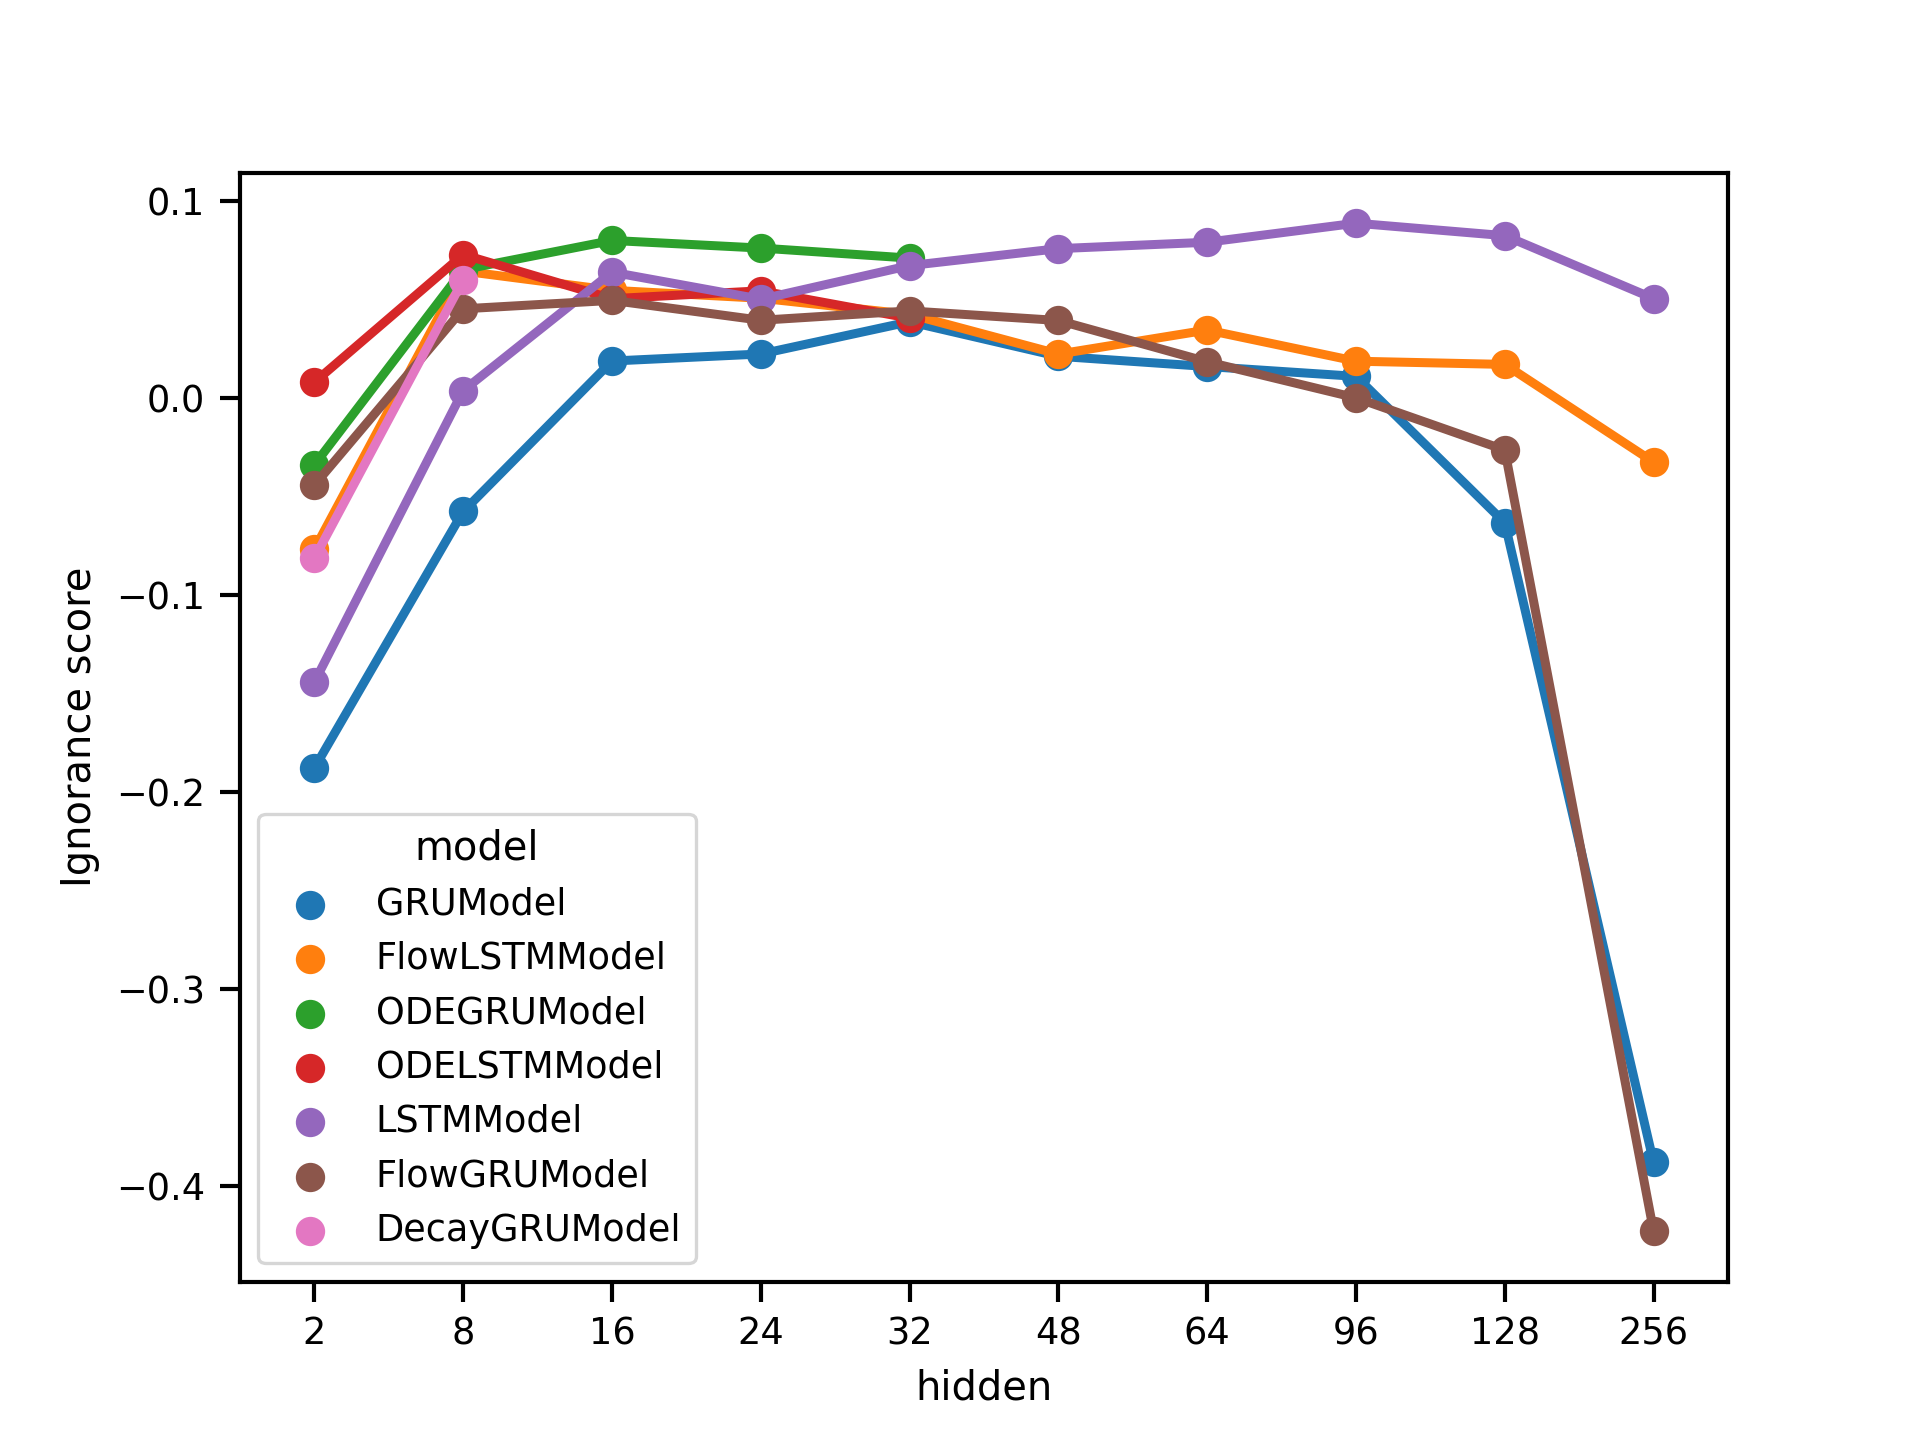 0.1
0.0
−0.1
−0.2
−0.3
−0.4
Ignorance score
model
GRUModel
FlowLSTMModel
ODEGRUModel
ODELSTMModel
LSTMModel
FlowGRUModel
DecayGRUModel
2 8 16 24 32 48 64 96 128 256
hidden